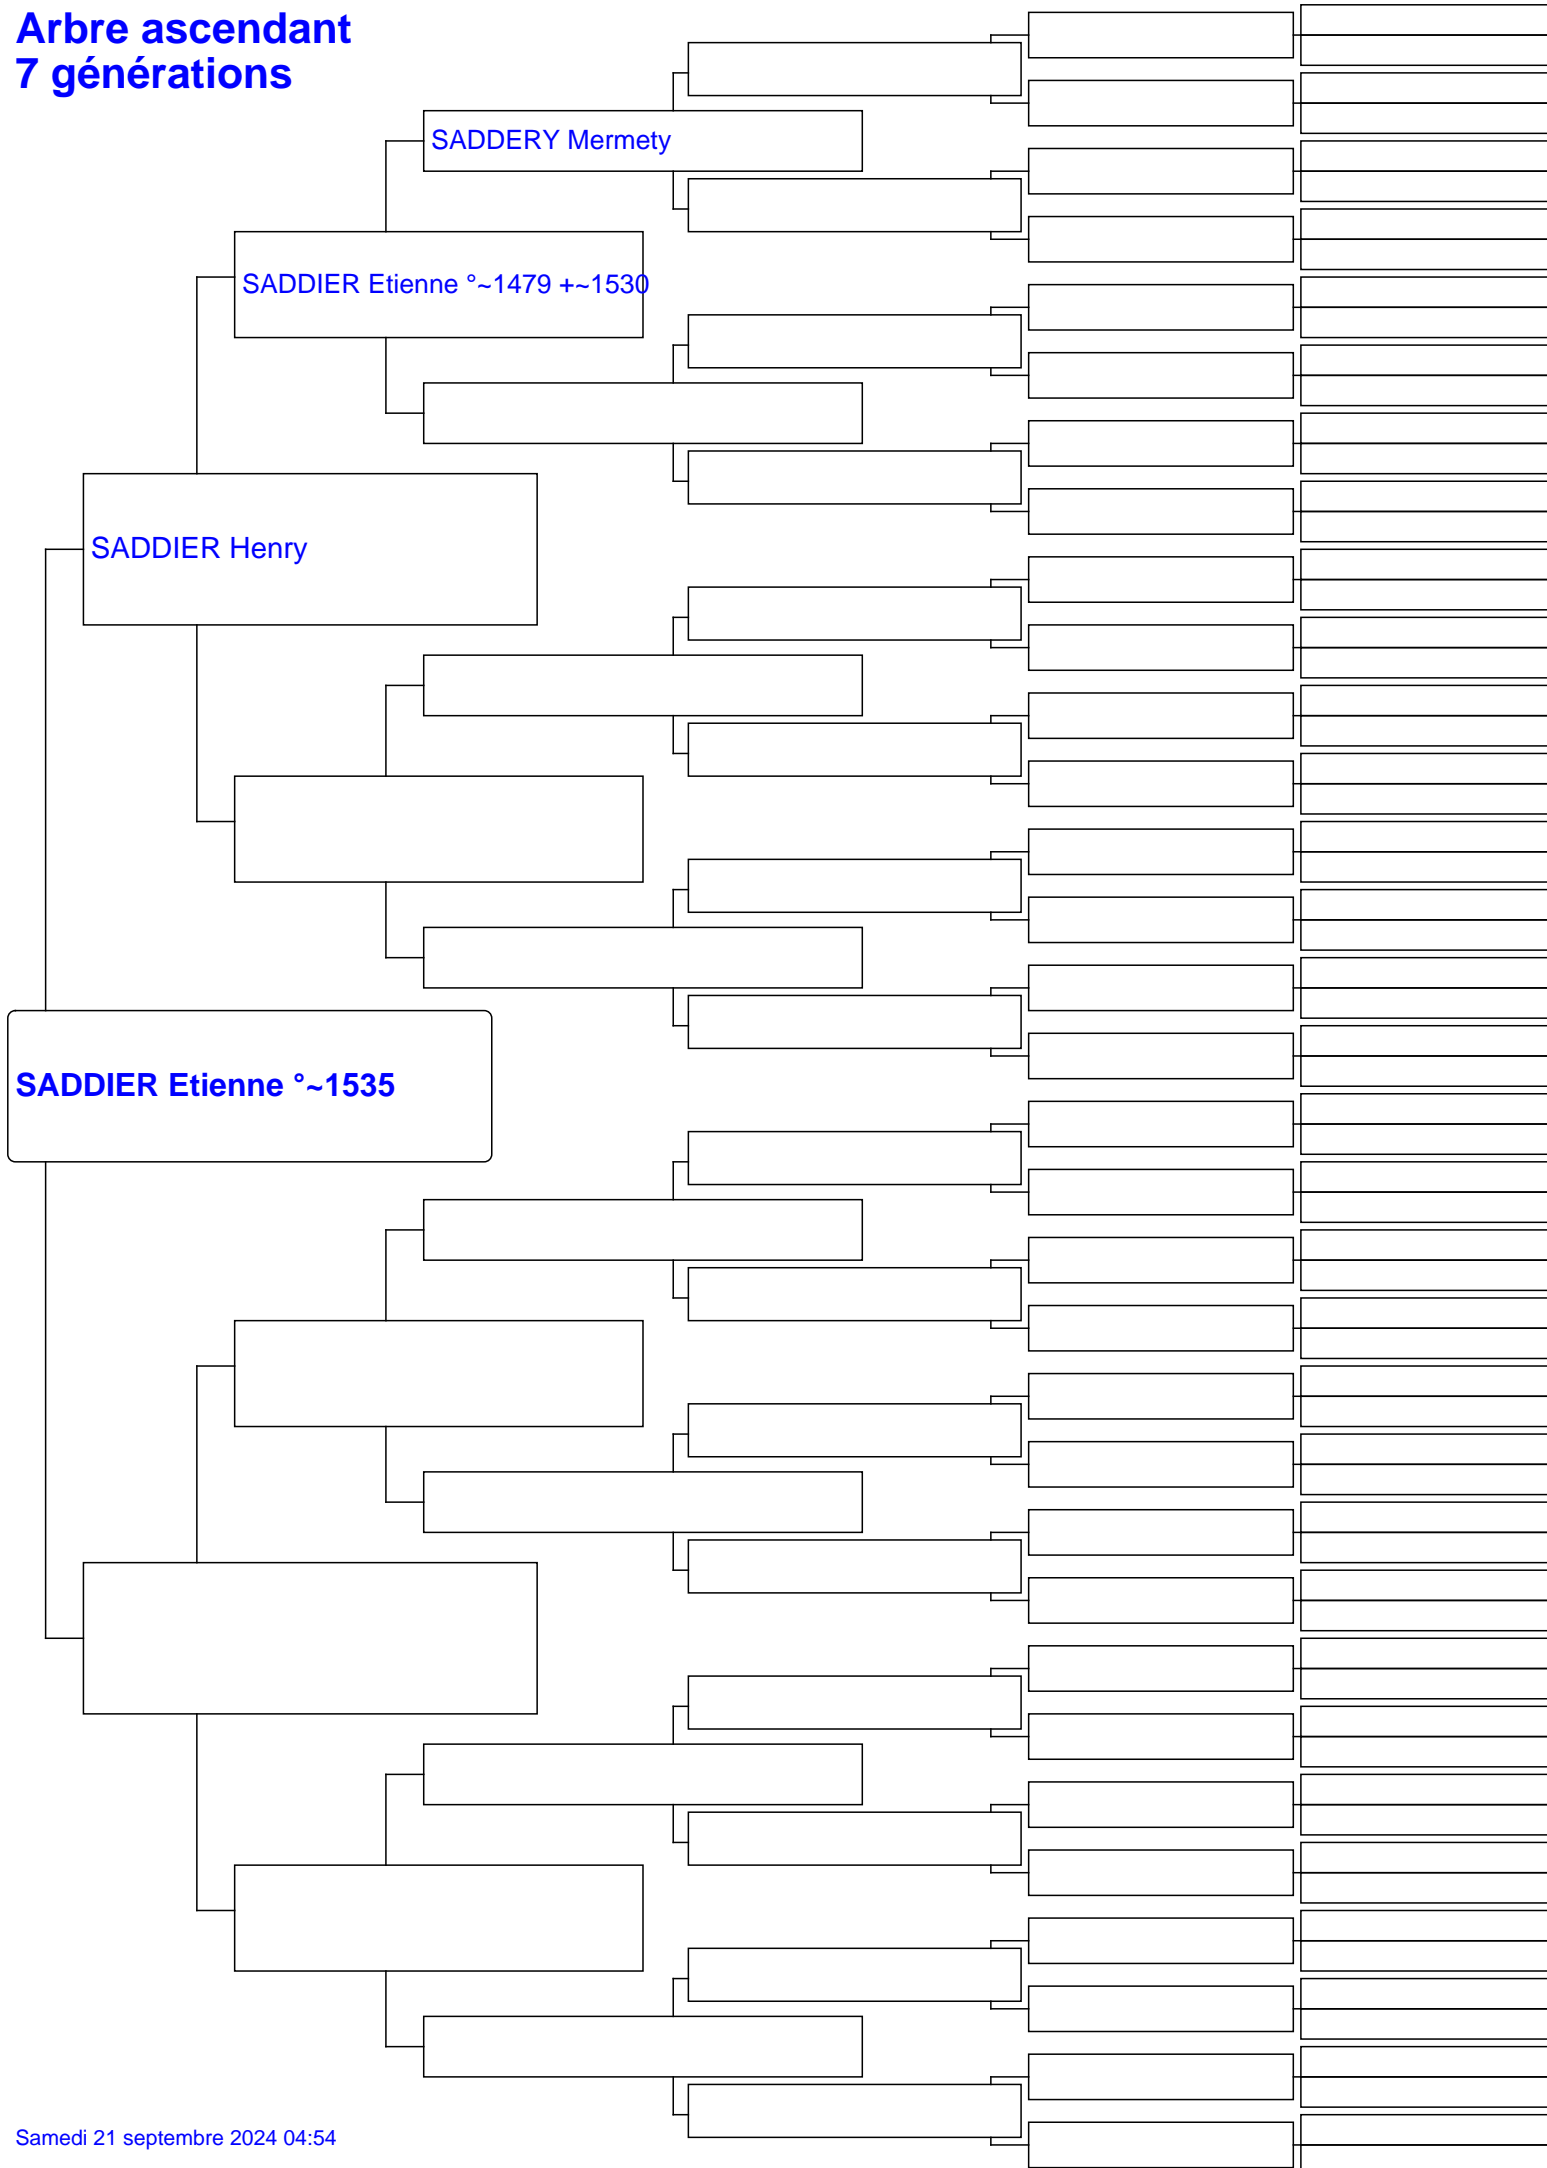 Arbre ascendant
7 générations
SADDERY Mermety
SADDIER Etienne °~1479 +~1530
SADDIER Henry
SADDIER Etienne °~1535
Samedi 21 septembre 2024 04:54